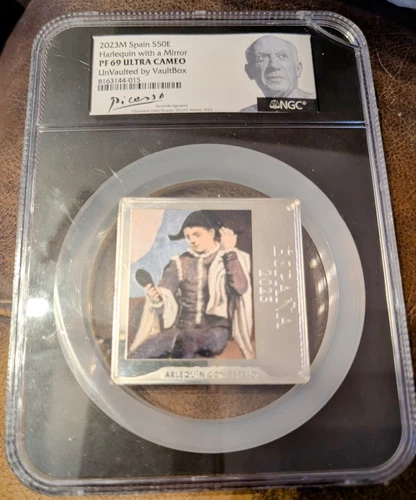 2023M Spain S50E
Harlequin with a Mirror
PF 69 ULTRA CAMEO
UnVaulted by VaultBox
8163144-015
Picasso
NGC
ESPAÑA
2023
ARLEQUÍN CON ESPEJO